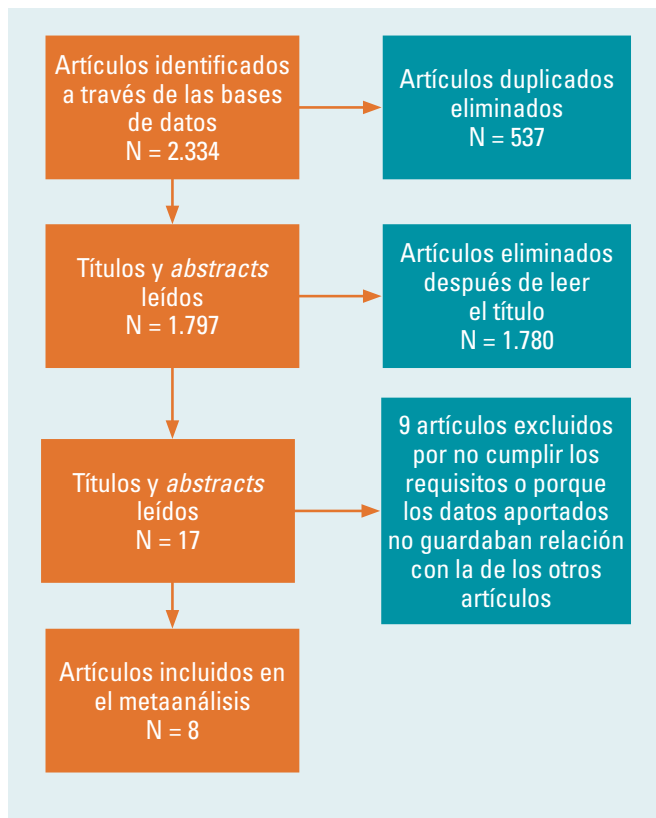 Artículos identificados
a través de las bases
de datos
N = 2.334
Artículos duplicados
eliminados
N = 537
Títulos y abstracts
leídos
N = 1.797
Artículos eliminados
después de leer
el título
N = 1.780
Títulos y abstracts
leídos
N = 17
9 artículos excluidos
por no cumplir los
requisitos o porque
los datos aportados
no guardaban relación
con la de los otros
artículos
Artículos incluidos en
el metaanálisis
N = 8